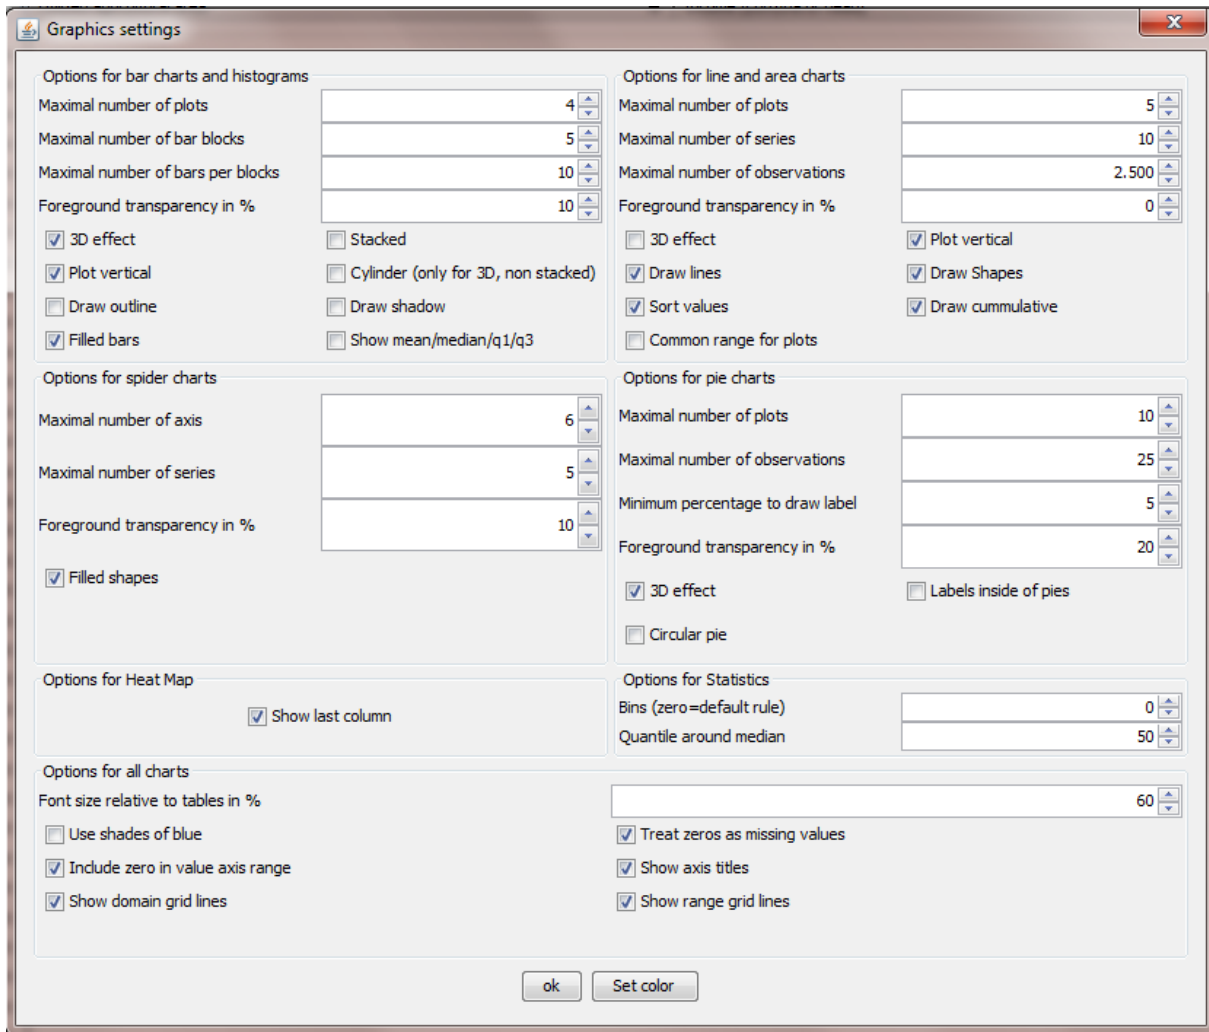 Graphics settings
Options for bar charts and histograms
Maximal number of plots 4
Maximal number of bar blocks 5
Maximal number of bars per blocks 10
Foreground transparency in % 10
3D effect Stacked
Plot vertical Cylinder (only for 3D, non stacked)
Draw outline Draw shadow
Filled bars Show mean/median/q1/q3
Options for line and area charts
Maximal number of plots 5
Maximal number of series 10
Maximal number of observations 2.500
Foreground transparency in % 0
3D effect Plot vertical
Draw lines Draw Shapes
Sort values Draw cummulative
Common range for plots
Options for spider charts
Maximal number of axis 6
Maximal number of series 5
Foreground transparency in % 10
Filled shapes
Options for pie charts
Maximal number of plots 10
Maximal number of observations 25
Minimum percentage to draw label 5
Foreground transparency in % 20
3D effect Labels inside of pies
Circular pie
Options for Heat Map
Show last column
Options for Statistics
Bins (zero=default rule) 0
Quantile around median 50
Options for all charts
Font size relative to tables in % 60
Use shades of blue Treat zeros as missing values
Include zero in value axis range Show axis titles
Show domain grid lines Show range grid lines
ok Set color